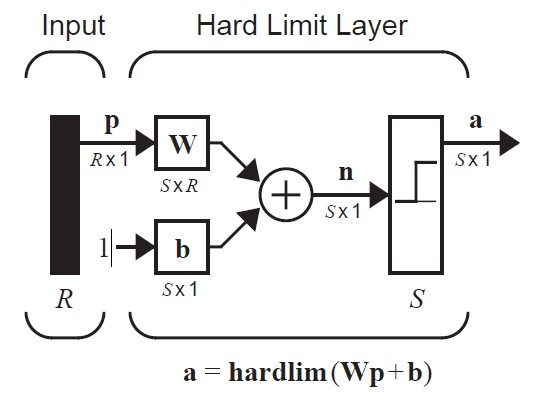 Input Hard Limit Layer
p a
W
R x 1 S x 1
S x R n
+
S x 1
1 b
S x 1
R S
a = hardlim(Wp+b)